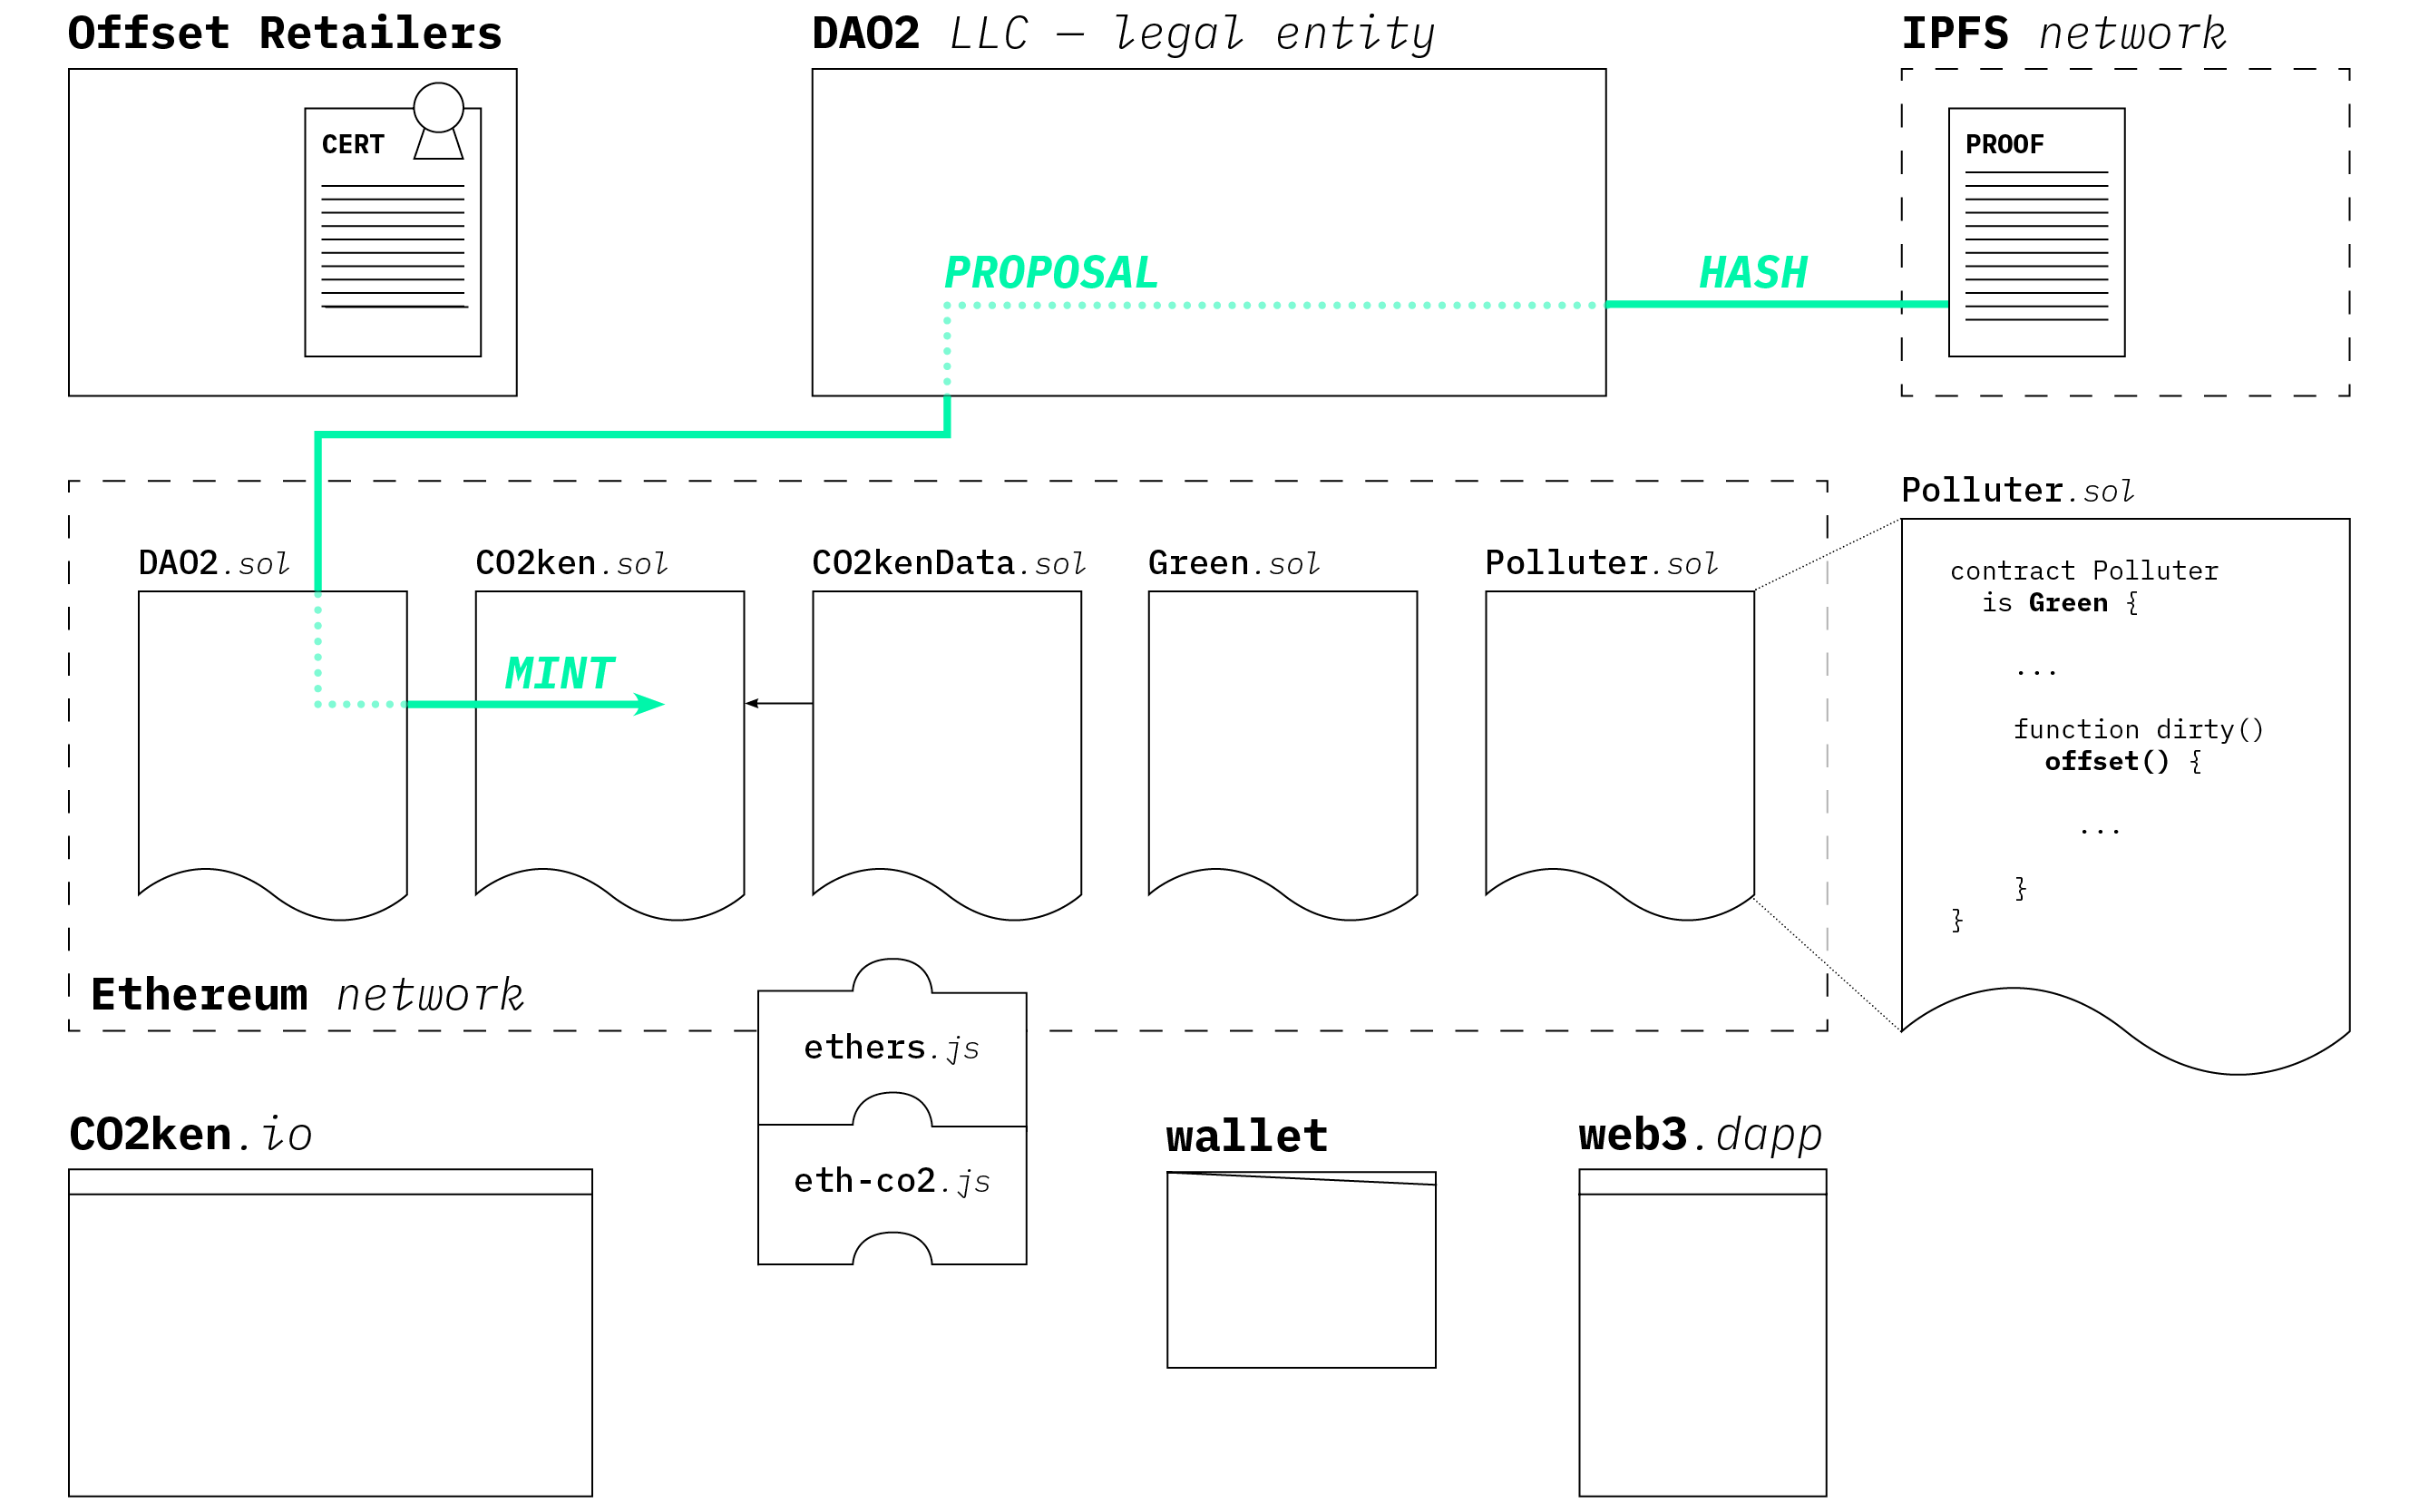 Offset Retailers
DAO2 LLC – legal entity
IPFS network
CERT
PROOF
PROPOSAL
HASH
Polluter.sol
DAO2.sol
CO2ken.sol
CO2kenData.sol
Green.sol
Polluter.sol
contract Polluter
is Green {
...
function dirty()
offset() {
...
}
}
MINT
Ethereum network
ethers.js
eth-co2.js
CO2ken.io
wallet
web3.dapp